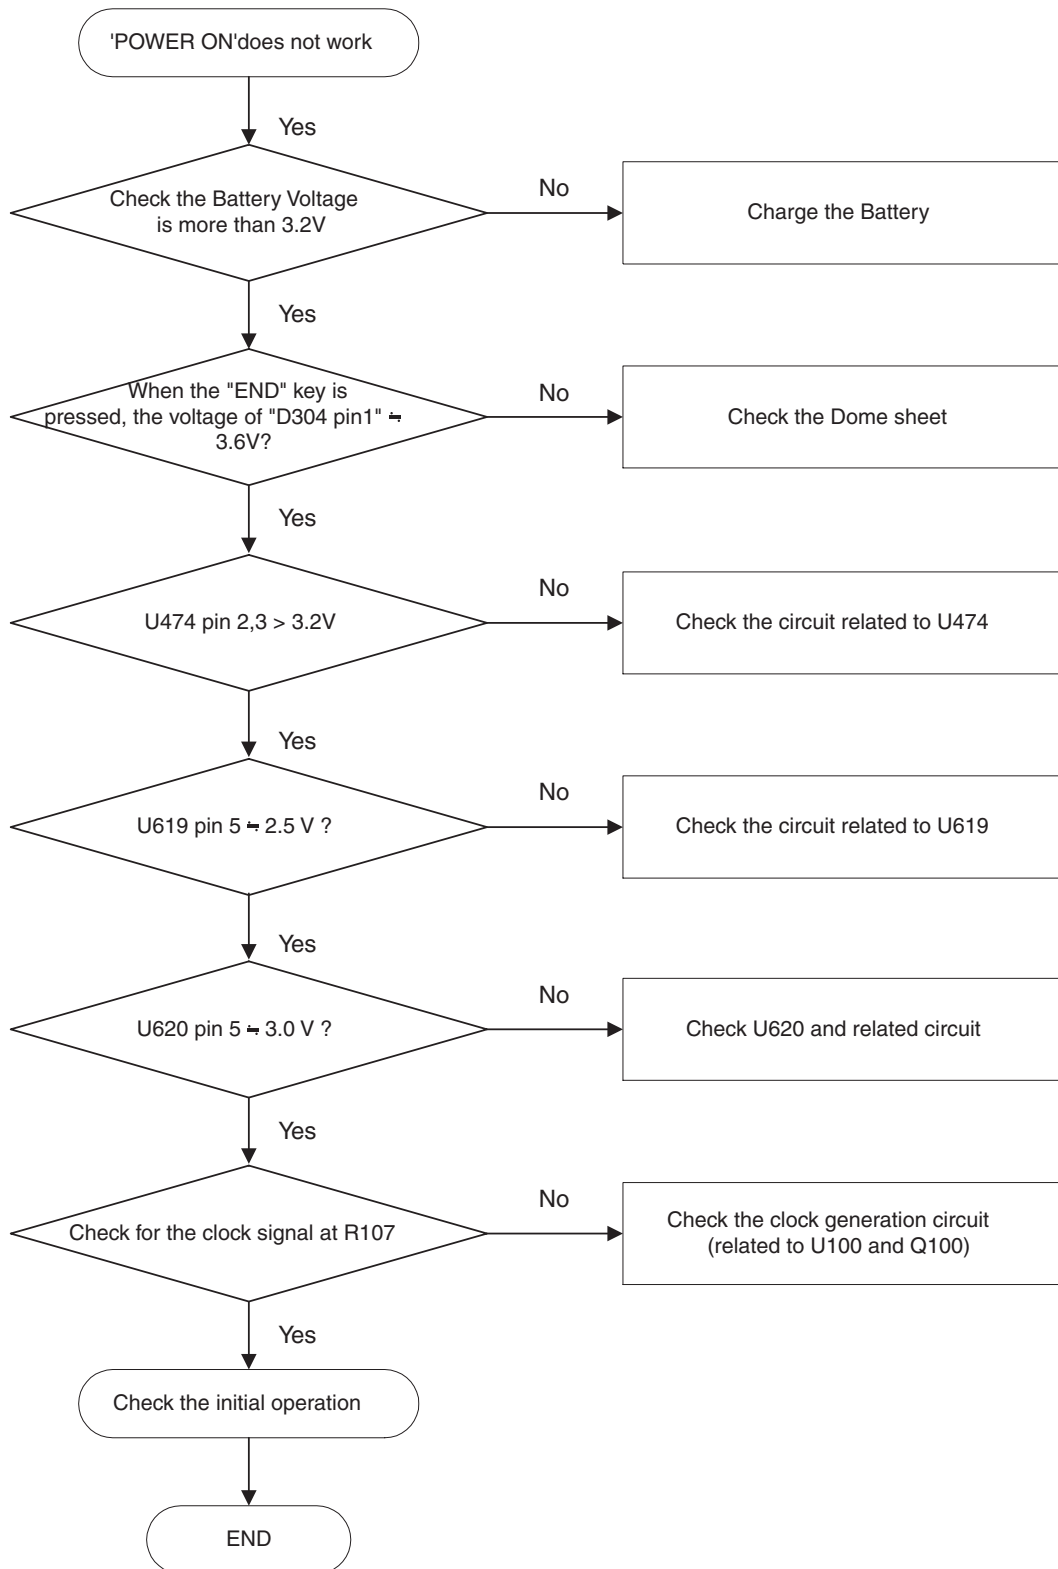 'POWER ON'does not work
Yes
Check the Battery Voltage
is more than 3.2V
No
Charge the Battery
Yes
When the "END" key is
pressed, the voltage of "D304 pin1" ≒
3.6V?
No
Check the Dome sheet
Yes
U474 pin 2,3 > 3.2V
No
Check the circuit related to U474
Yes
U619 pin 5 ≒ 2.5 V ?
No
Check the circuit related to U619
Yes
U620 pin 5 ≒ 3.0 V ?
No
Check U620 and related circuit
Yes
Check for the clock signal at R107
No
Check the clock generation circuit
(related to U100 and Q100)
Yes
Check the initial operation
END